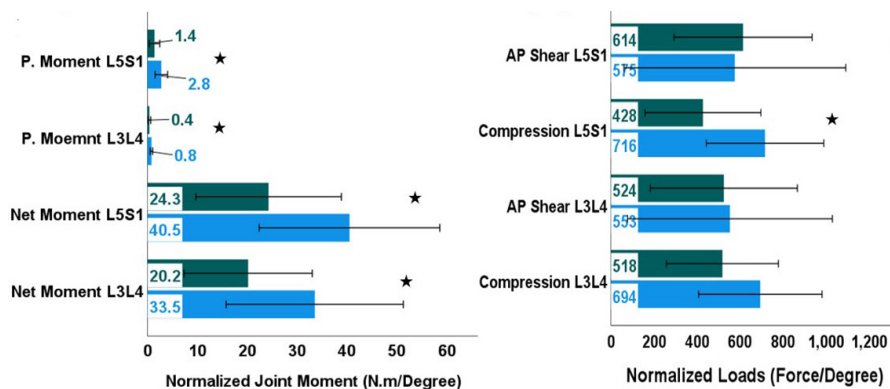 P. Moment L5S1
1.4
2.8
P. Moemnt L3L4
0.4
0.8
Net Moment L5S1
24.3
40.5
Net Moment L3L4
20.2
33.5
0 10 20 30 40 50 60
Normalized Joint Moment (N.m/Degree)
AP Shear L5S1
614
575
Compression L5S1
428
716
AP Shear L3L4
524
553
Compression L3L4
518
694
0 200 400 600 800 1,000 1,200
Normalized Loads (Force/Degree)